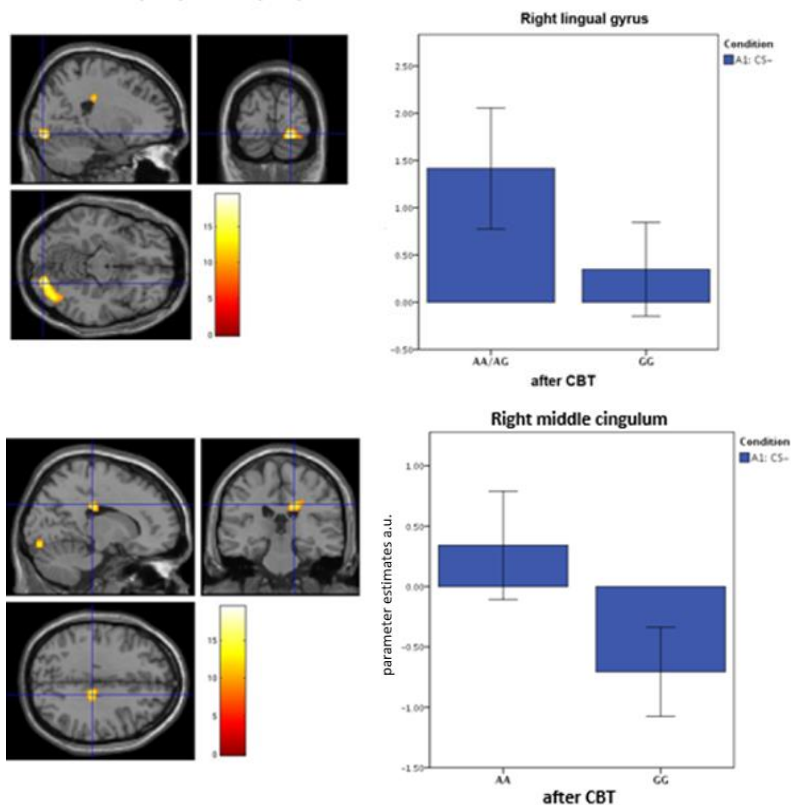 Right lingual gyrus
Condition
A1: CS-
2.50
2.00
1.50
1.00
0.50
0.00
-0.50
AA/AG GG
after CBT
15
10
5
0
Right middle cingulum
Condition
A1: CS-
parameter estimates a.u.
1.00
0.50
0.00
-0.50
-1.00
-1.50
AA GG
after CBT
15
10
5
0